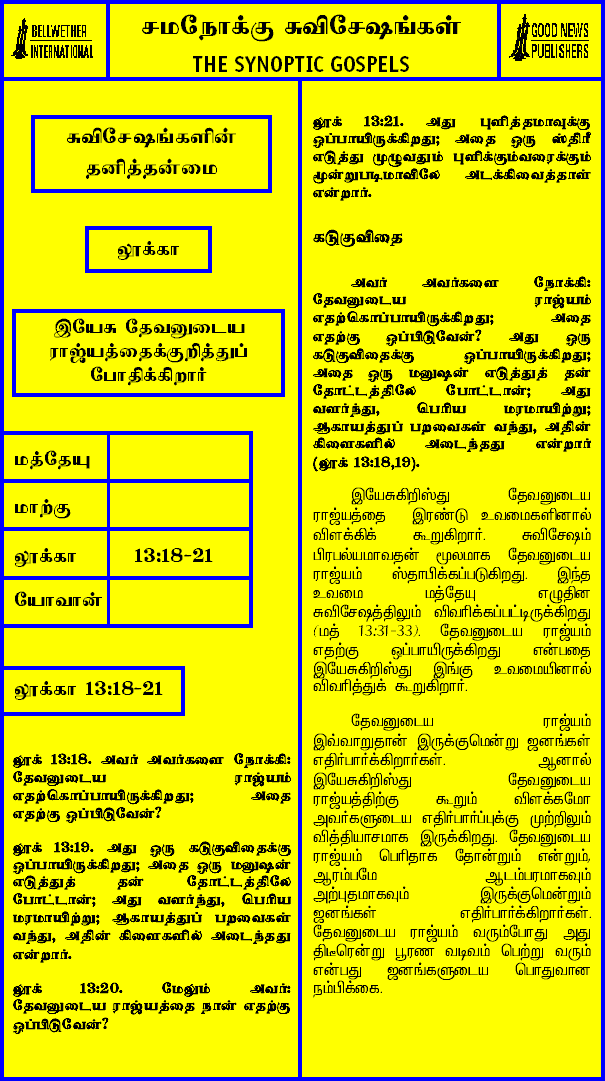 BELLWETHER
INTERNATIONAL
சமநோக்கு சுவிசேஷங்கள்
THE SYNOPTIC GOSPELS
GOOD NEWS
PUBLISHERS
சுவிசேஷங்களின்
தனித்தன்மை
லூக்கா
இயேசு தேவனுடைய
ராஜ்யத்தைக்குறித்துப்
போதிக்கிறார்
மத்தேயு
மாற்கு
லூக்கா 13:18-21
யோவான்
லூக்கா 13:18-21
லூக் 13:18. அவர் அவர்களை நோக்கி:
தேவனுடைய ராஜ்யம்
எதற்கொப்பாயிருக்கிறது; அதை
எதற்கு ஒப்பிடுவேன்?
லூக் 13:19. அது ஒரு கடுகுவிதைக்கு
ஒப்பாயிருக்கிறது; அதை ஒரு மனுஷன்
எடுத்துத் தன் தோட்டத்திலே
போட்டான்; அது வளர்ந்து, பெரிய
மரமாயிற்று; ஆகாயத்துப் பறவைகள்
வந்து, அதின் கிளைகளில் அடைந்தது
என்றார்.
லூக் 13:20. மேலும் அவர்:
தேவனுடைய ராஜ்யத்தை நான் எதற்கு
ஒப்பிடுவேன்?
லூக் 13:21. அது புளித்தமாவுக்கு
ஒப்பாயிருக்கிறது; அதை ஒரு ஸ்திரீ
எடுத்து முழுவதும் புளிக்கும்வரைக்கும்
மூன்றுபடிமாவிலே அடக்கிவைத்தாள்
என்றார்.
கடுகுவிதை
அவர் அவர்களை நோக்கி:
தேவனுடைய ராஜ்யம்
எதற்கொப்பாயிருக்கிறது; அதை
எதற்கு ஒப்பிடுவேன்? அது ஒரு
கடுகுவிதைக்கு ஒப்பாயிருக்கிறது;
அதை ஒரு மனுஷன் எடுத்துத் தன்
தோட்டத்திலே போட்டான்; அது
வளர்ந்து, பெரிய மரமாயிற்று;
ஆகாயத்துப் பறவைகள் வந்து, அதின்
கிளைகளில் அடைந்தது என்றார்
(லூக் 13:18,19).
இயேசுகிறிஸ்து தேவனுடைய
ராஜ்யத்தை இரண்டு உவமைகளினால்
விளக்கிக் கூறுகிறார். சுவிசேஷம்
பிரபல்யமாவதன் மூலமாக தேவனுடைய
ராஜ்யம் ஸ்தாபிக்கப்படுகிறது. இந்த
உவமை மத்தேயு எழுதின
சுவிசேஷத்திலும் விவரிக்கப்பட்டிருக்கிறது
(மத் 13:31-33). தேவனுடைய ராஜ்யம்
எதற்கு ஒப்பாயிருக்கிறது என்பதை
இயேசுகிறிஸ்து இங்கு உவமையினால்
விவரித்துக் கூறுகிறார்.
தேவனுடைய ராஜ்யம்
இவ்வாறுதான் இருக்குமென்று ஜனங்கள்
எதிர்பார்க்கிறார்கள். ஆனால்
இயேசுகிறிஸ்து தேவனுடைய
ராஜ்யத்திற்கு கூறும் விளக்கமோ
அவர்களுடைய எதிர்பார்ப்புக்கு முற்றிலும்
வித்தியாசமாக இருக்கிறது. தேவனுடைய
ராஜ்யம் பெரிதாக தோன்றும் என்றும்,
ஆரம்பமே ஆடம்பரமாகவும்
அற்புதமாகவும் இருக்குமென்றும்
ஜனங்கள் எதிர்பார்க்கிறார்கள்.
தேவனுடைய ராஜ்யம் வரும்போது அது
திடீரென்று பூரண வடிவம் பெற்று வரும்
என்பது ஜனங்களுடைய பொதுவான
நம்பிக்கை.